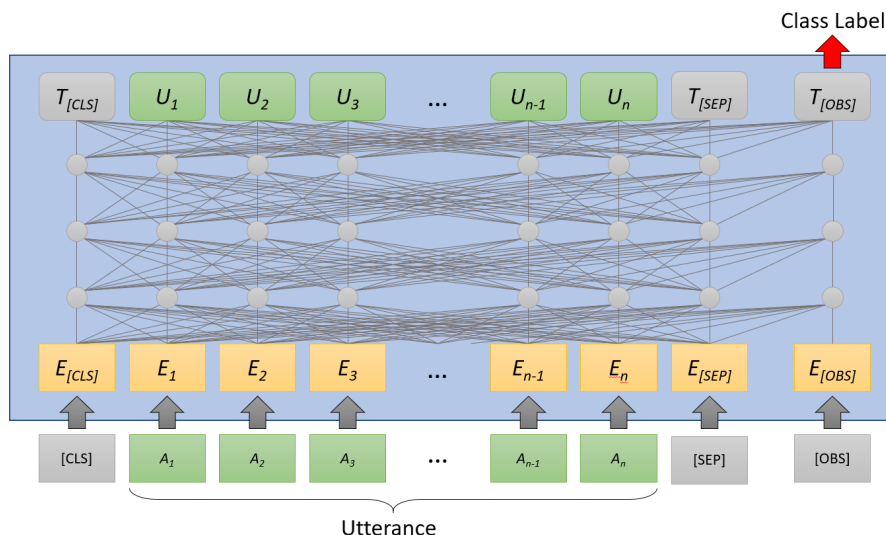 Class Label
T[CLS] U1 U2 U3 ... Un-1 Un T[SEP] T[OBS]
E[CLS] E1 E2 E3 ... En-1 En E[SEP] E[OBS]
[CLS] A1 A2 A3 ... An-1 An [SEP] [OBS]
Utterance